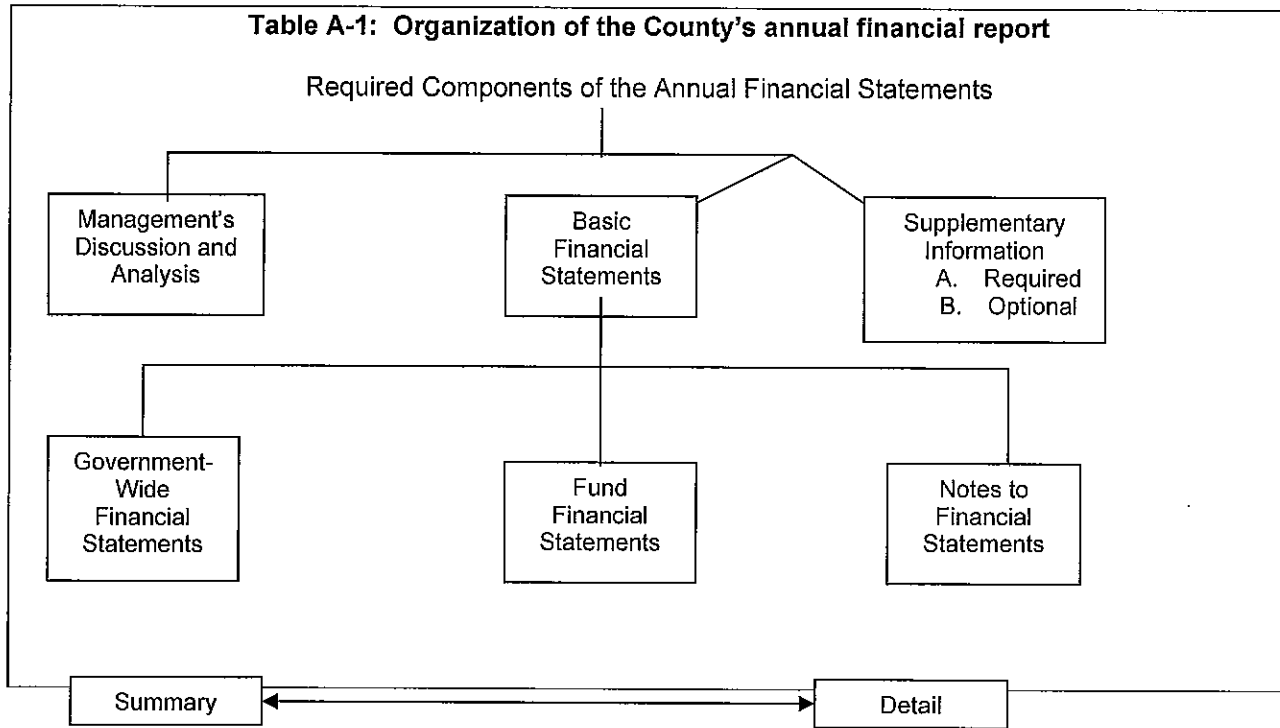 Table A-1: Organization of the County's annual financial report
Required Components of the Annual Financial Statements
Management's
Discussion and
Analysis
Basic
Financial
Statements
Supplementary
Information
A. Required
B. Optional
Government-
Wide
Financial
Statements
Fund
Financial
Statements
Notes to
Financial
Statements
Summary
Detail